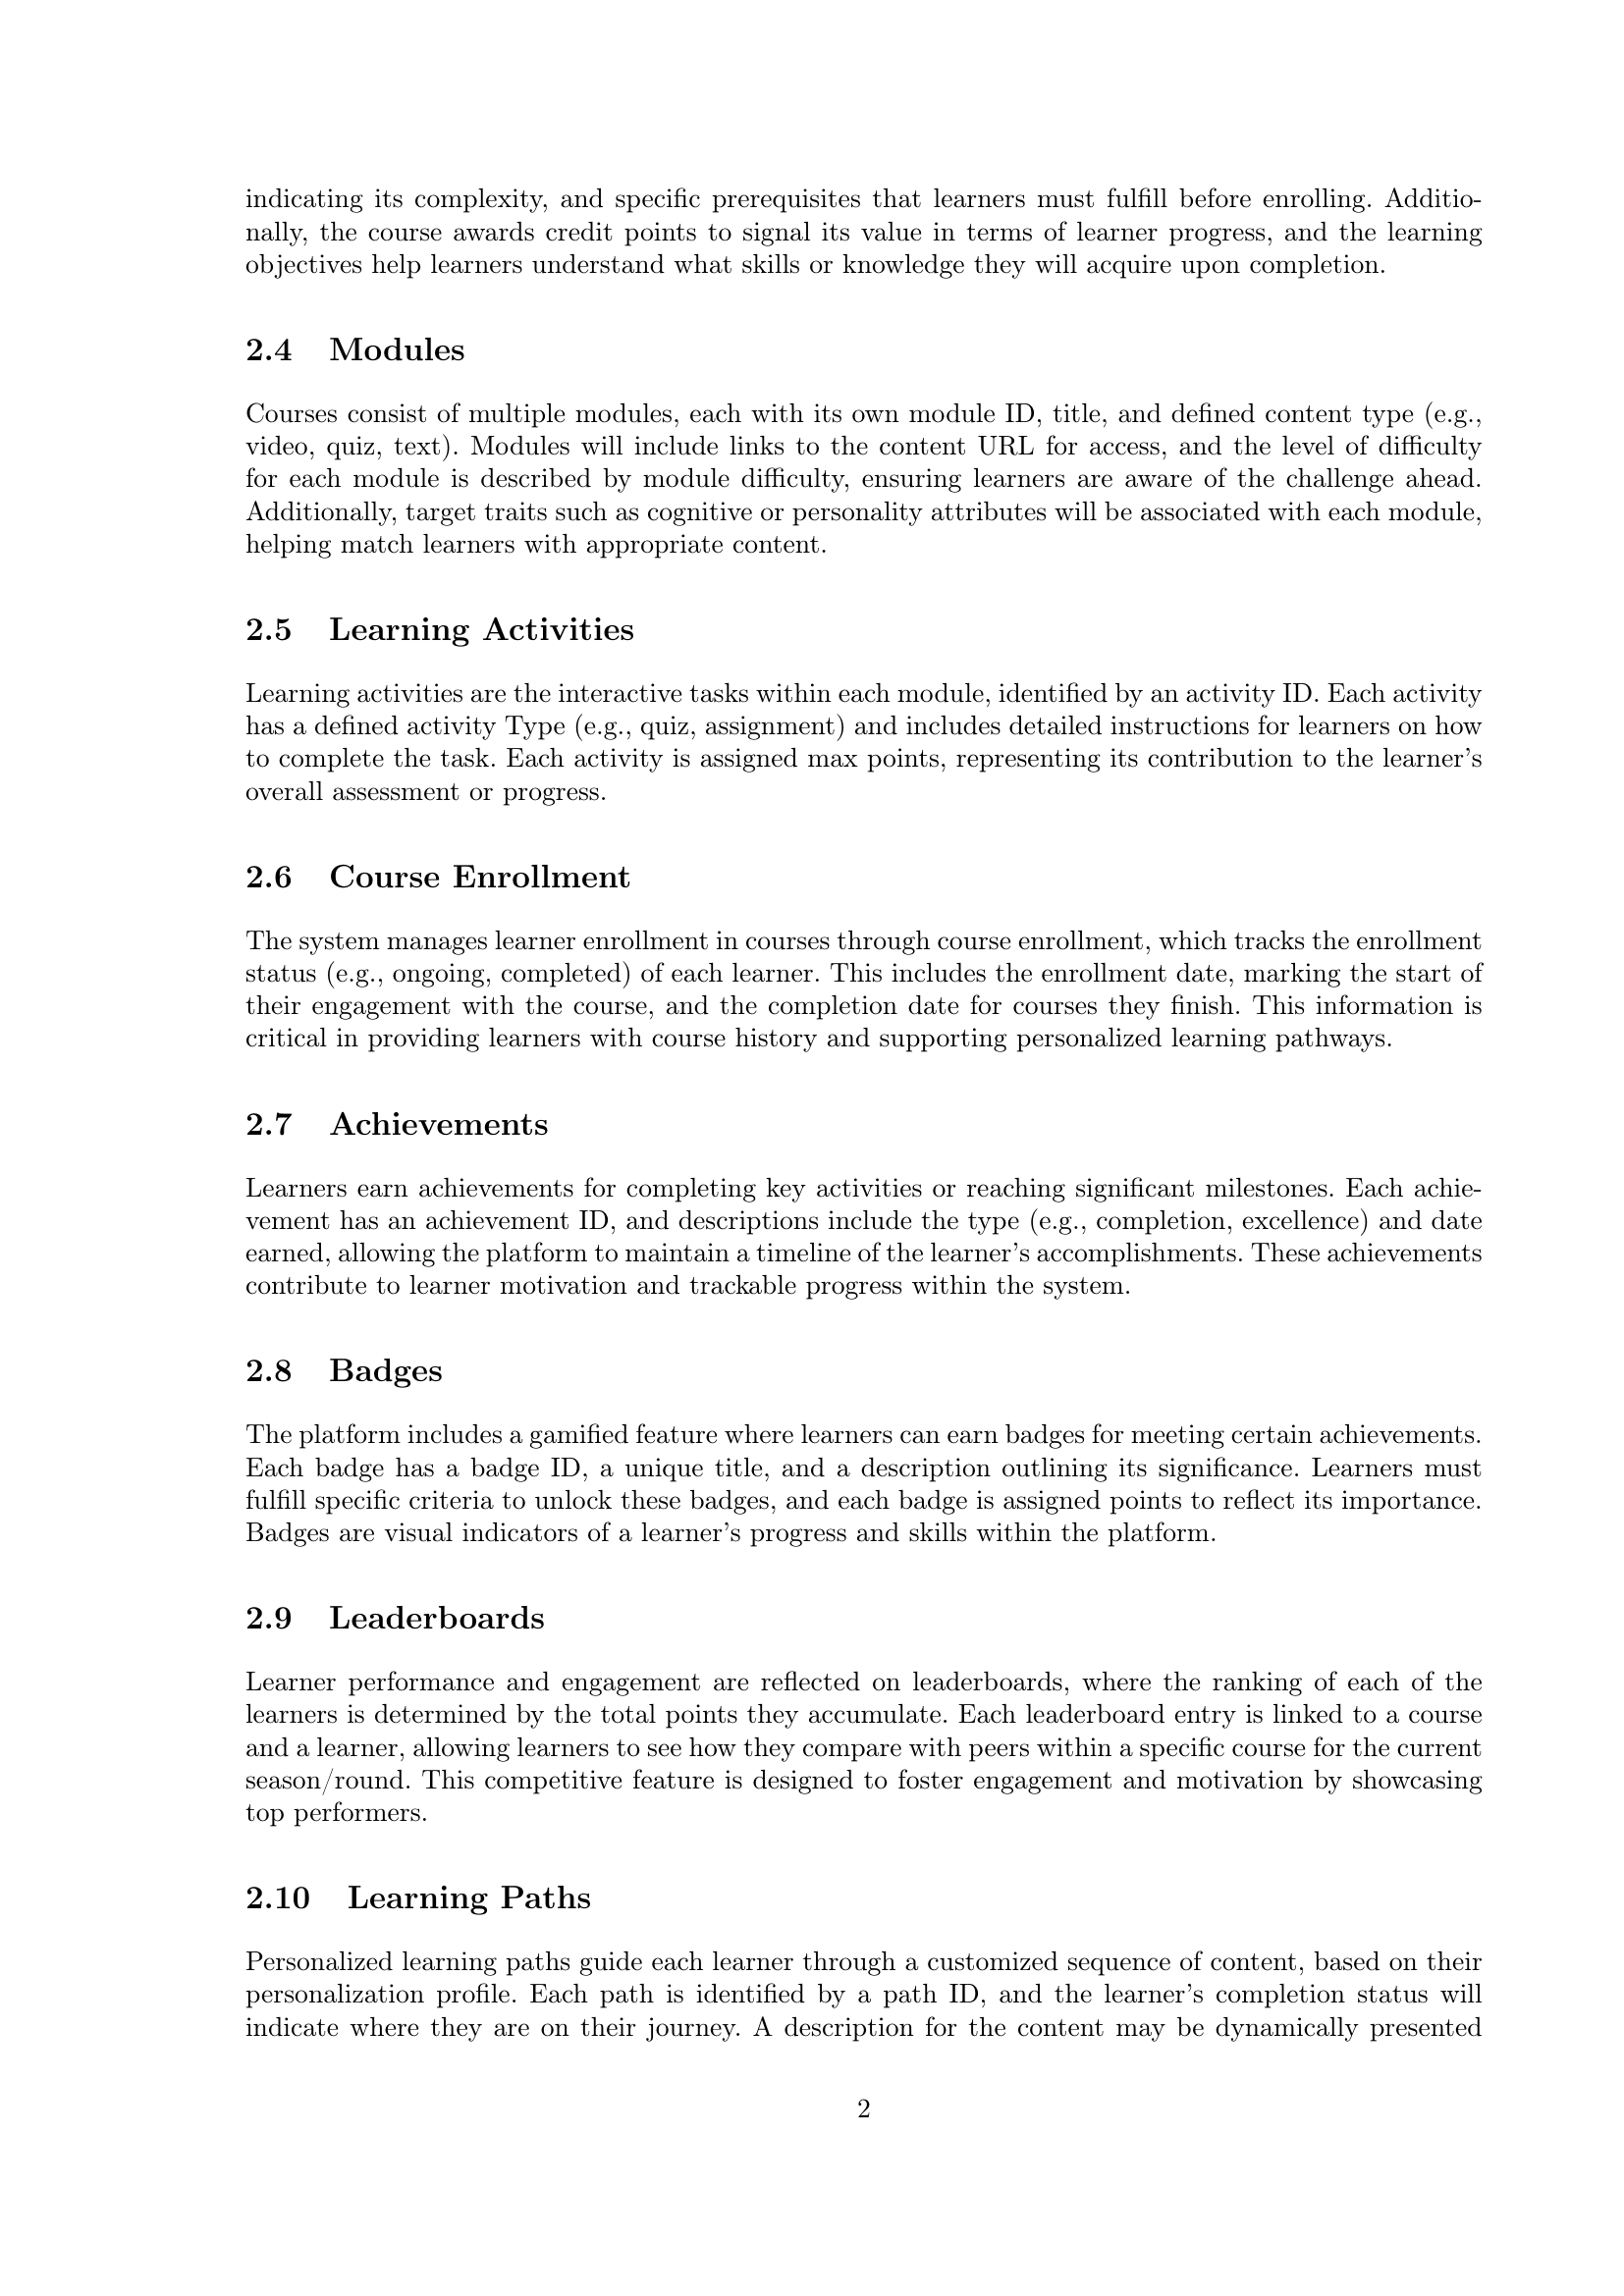 indicating its complexity, and specific prerequisites that learners must fulfill before enrolling. Additio-
nally, the course awards credit points to signal its value in terms of learner progress, and the learning
objectives help learners understand what skills or knowledge they will acquire upon completion.
2.4 Modules
Courses consist of multiple modules, each with its own module ID, title, and defined content type (e.g.,
video, quiz, text). Modules will include links to the content URL for access, and the level of difficulty
for each module is described by module difficulty, ensuring learners are aware of the challenge ahead.
Additionally, target traits such as cognitive or personality attributes will be associated with each module,
helping match learners with appropriate content.
2.5 Learning Activities
Learning activities are the interactive tasks within each module, identified by an activity ID. Each activity
has a defined activity Type (e.g., quiz, assignment) and includes detailed instructions for learners on how
to complete the task. Each activity is assigned max points, representing its contribution to the learner's
overall assessment or progress.
2.6 Course Enrollment
The system manages learner enrollment in courses through course enrollment, which tracks the enrollment
status (e.g., ongoing, completed) of each learner. This includes the enrollment date, marking the start of
their engagement with the course, and the completion date for courses they finish. This information is
critical in providing learners with course history and supporting personalized learning pathways.
2.7 Achievements
Learners earn achievements for completing key activities or reaching significant milestones. Each achie-
vement has an achievement ID, and descriptions include the type (e.g., completion, excellence) and date
earned, allowing the platform to maintain a timeline of the learner's accomplishments. These achievements
contribute to learner motivation and trackable progress within the system.
2.8 Badges
The platform includes a gamified feature where learners can earn badges for meeting certain achievements.
Each badge has a badge ID, a unique title, and a description outlining its significance. Learners must
fulfill specific criteria to unlock these badges, and each badge is assigned points to reflect its importance.
Badges are visual indicators of a learner's progress and skills within the platform.
2.9 Leaderboards
Learner performance and engagement are reflected on leaderboards, where the ranking of each of the
learners is determined by the total points they accumulate. Each leaderboard entry is linked to a course
and a learner, allowing learners to see how they compare with peers within a specific course for the current
season/round. This competitive feature is designed to foster engagement and motivation by showcasing
top performers.
2.10 Learning Paths
Personalized learning paths guide each learner through a customized sequence of content, based on their
personalization profile. Each path is identified by a path ID, and the learner's completion status will
indicate where they are on their journey. A description for the content may be dynamically presented
2